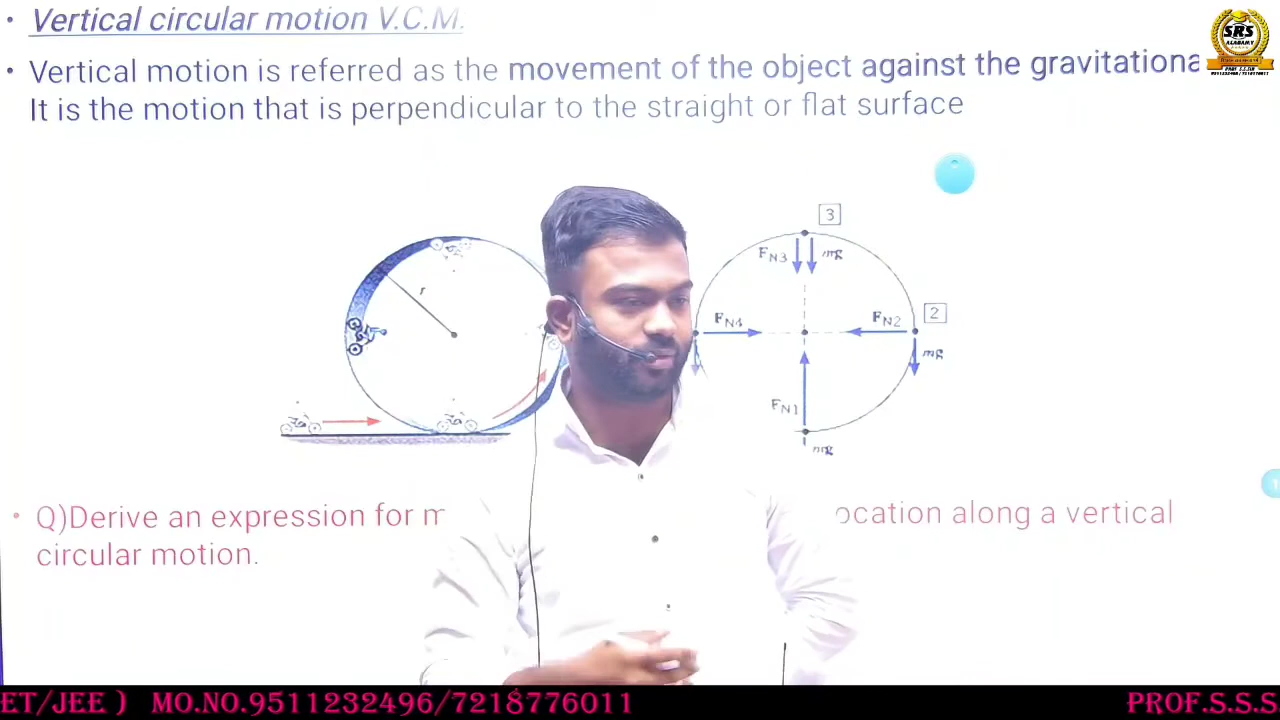 • Vertical circular motion V.C.M.
• Vertical motion is referred as the movement of the object against the gravitationa
It is the motion that is perpendicular to the straight or flat surface
SRS
r
3
FN3
mg
FN4
FN2
2
mg
FN1
mg
• Q)Derive an expression for m ocation along a vertical
circular motion.
ET/JEE ) MO.NO.9511232496/7218776011 PROF.S.S.S